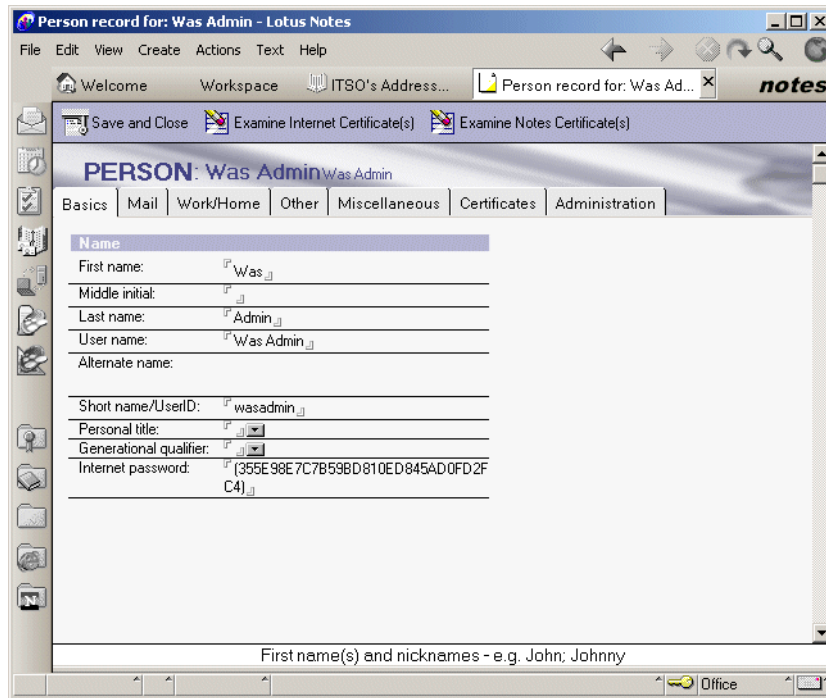 Person record for: Was Admin - Lotus Notes
File Edit View Create Actions Text Help
Welcome Workspace ITSO's Address... Person record for: Was Ad... notes
Save and Close Examine Internet Certificate(s) Examine Notes Certificate(s)
PERSON: Was Admin Was Admin
Basics Mail Work/Home Other Miscellaneous Certificates Administration
Name
First name: Was
Middle initial:
Last name: Admin
User name: Was Admin
Alternate name:
Short name/UserID: wasadmin
Personal title:
Generational qualifier:
Internet password: (355E98E7C7B59BD810ED845AD0FD2F
C4)
First name(s) and nicknames - e.g. John; Johnny
Office